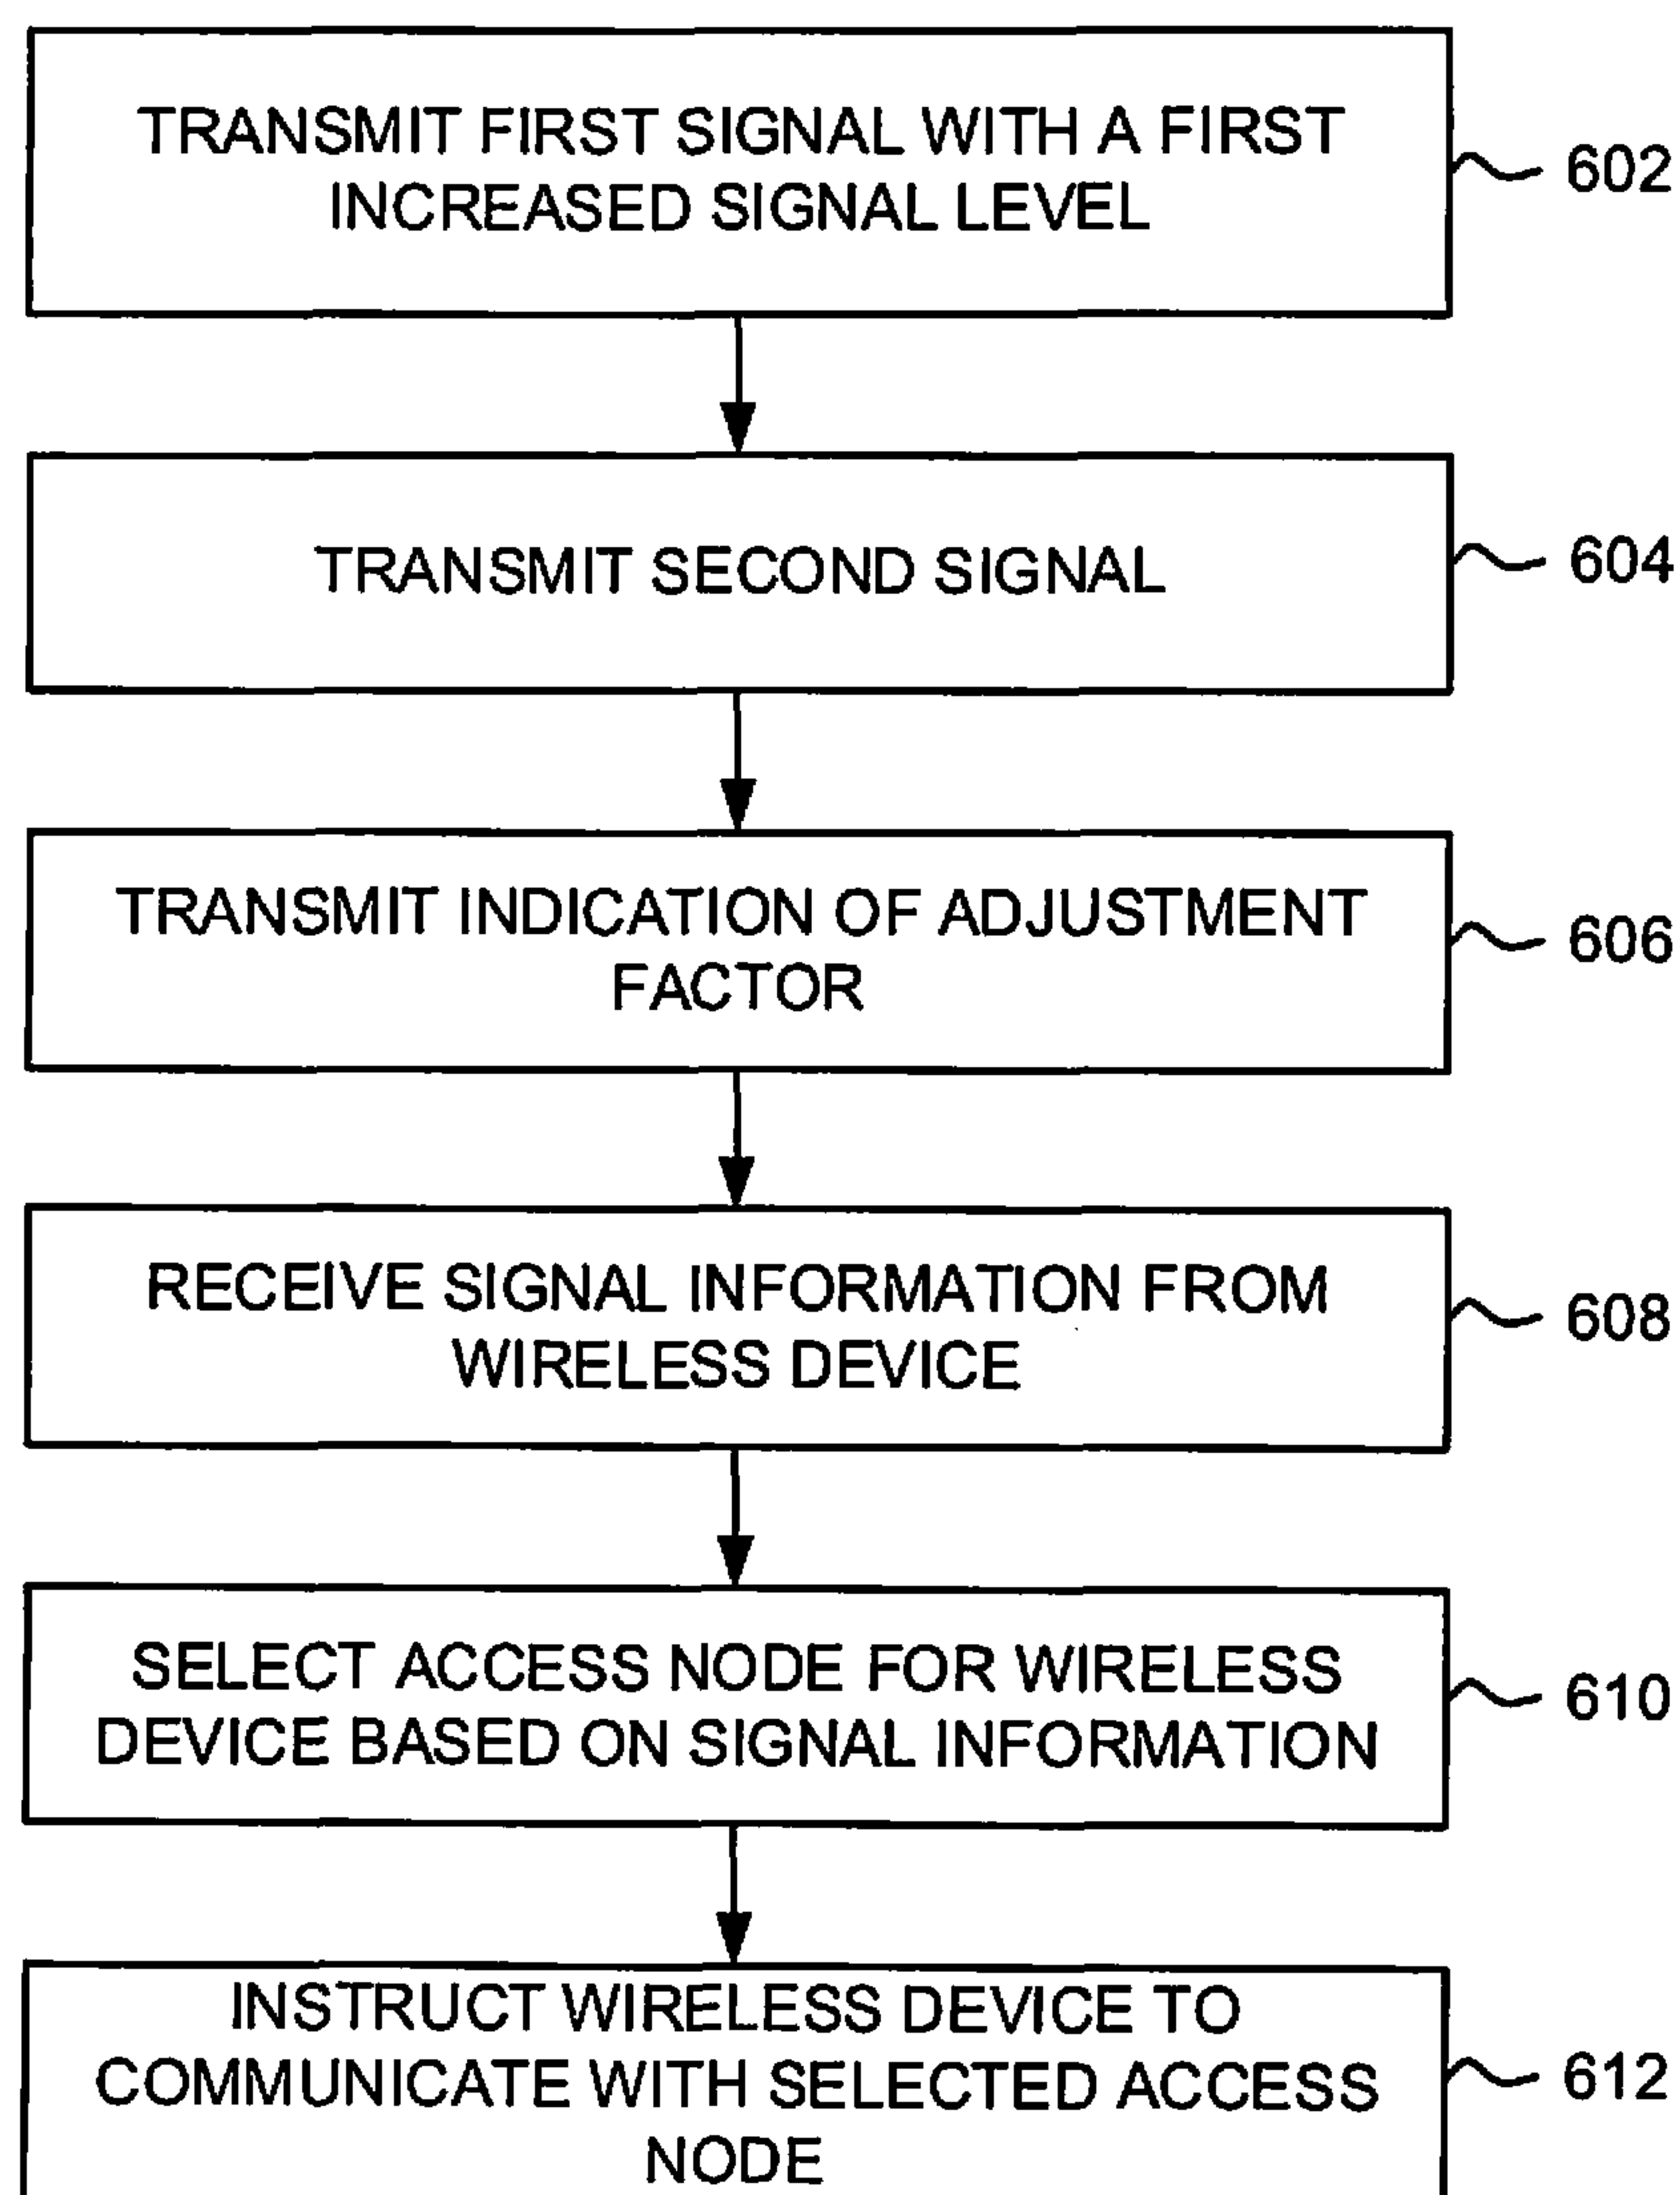 TRANSMIT FIRST SIGNAL WITH A FIRST
INCREASED SIGNAL LEVEL
602
TRANSMIT SECOND SIGNAL
604
TRANSMIT INDICATION OF ADJUSTMENT
FACTOR
606
RECEIVE SIGNAL INFORMATION FROM
WIRELESS DEVICE
608
SELECT ACCESS NODE FOR WIRELESS
DEVICE BASED ON SIGNAL INFORMATION
610
INSTRUCT WIRELESS DEVICE TO
COMMUNICATE WITH SELECTED ACCESS
NODE
612